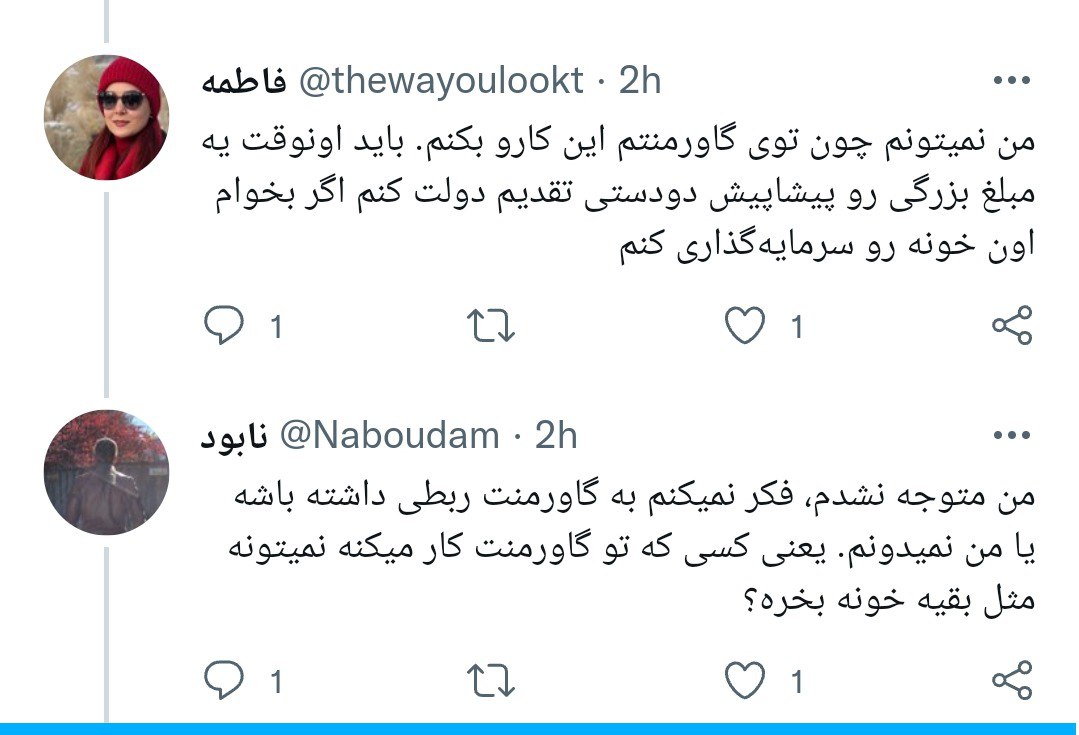 فاطمه @thewayoulookt · 2h
من نمیتونم چون توی گاورمنتم این کارو بکنم. باید اونوقت یه
مبلغ بزرگی رو پیشاپیش دودستی تقدیم دولت کنم اگر بخوام
اون خونه رو سرمایه‌گذاری کنم
1 1
نابود @Naboudam · 2h
من متوجه نشدم، فکر نمیکنم به گاورمنت ربطی داشته باشه
یا من نمیدونم. یعنی کسی که تو گاورمنت کار میکنه نمیتونه
مثل بقیه خونه بخره؟
1 1